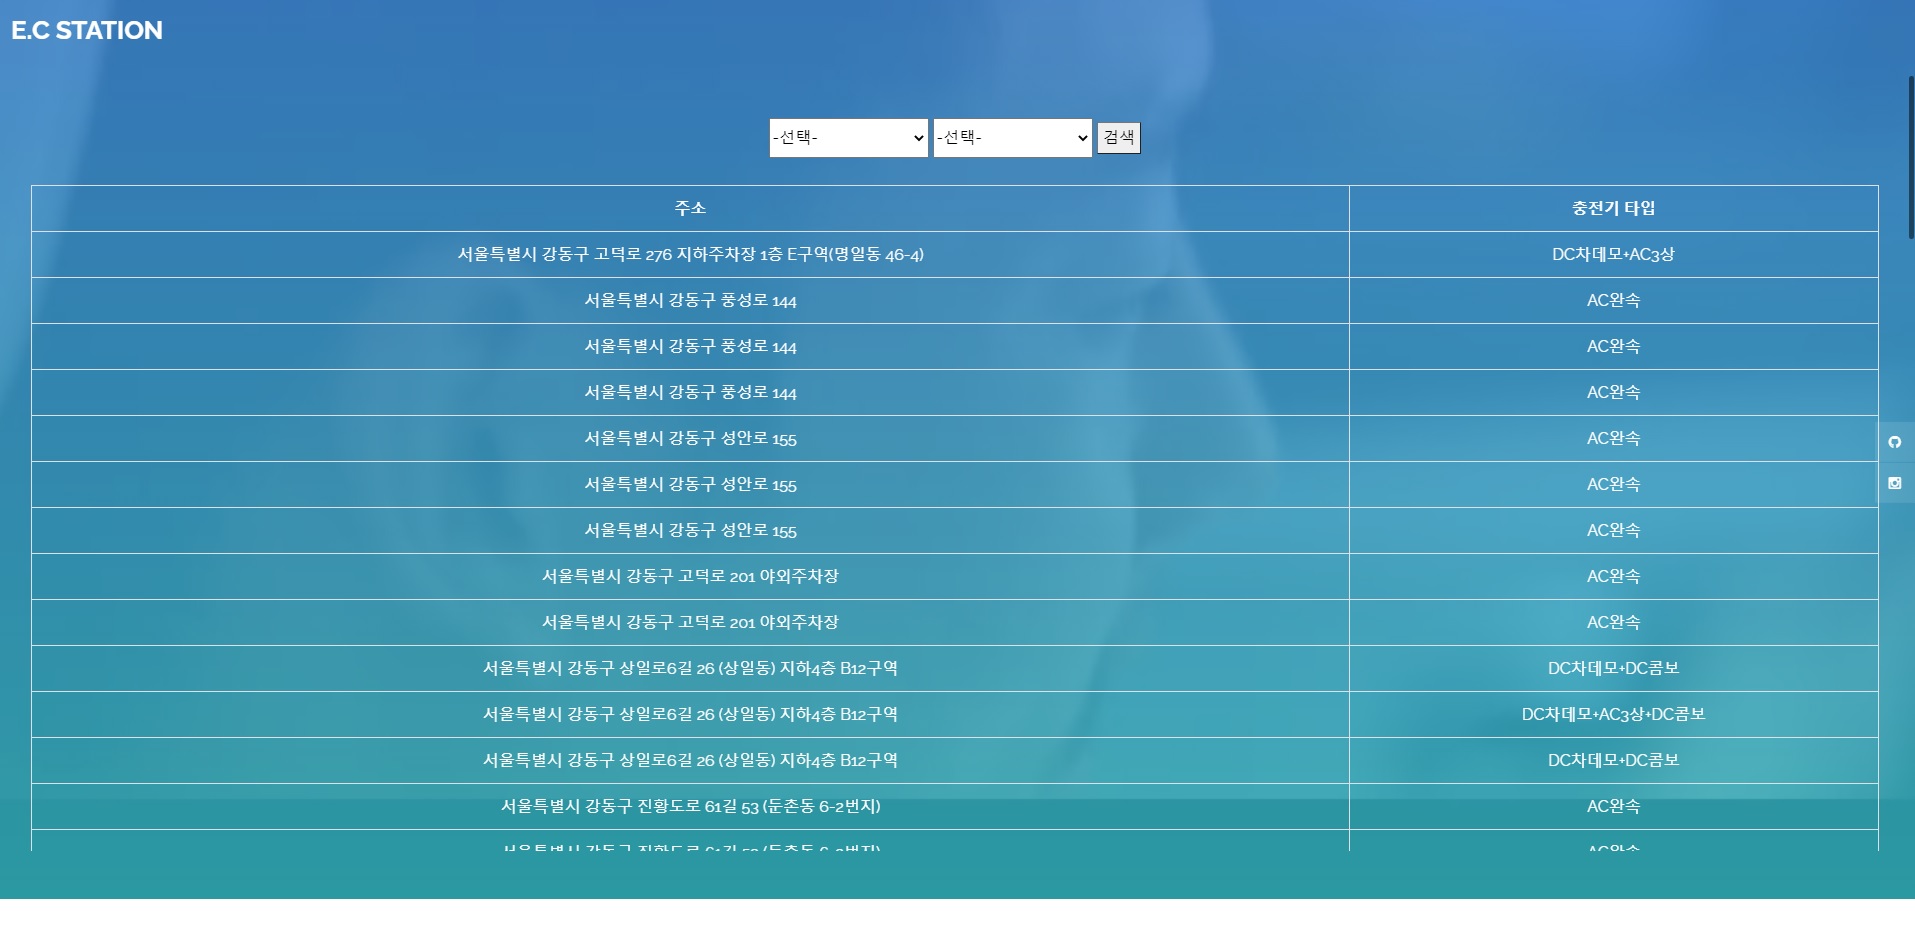 E.C STATION
-선택- -선택- 검색
주소 충전기 타입
서울특별시 강동구 고덕로 276 지하주차장 1층 E구역(명일동 46-4) DC차데모+AC3상
서울특별시 강동구 풍성로 144 AC완속
서울특별시 강동구 풍성로 144 AC완속
서울특별시 강동구 풍성로 144 AC완속
서울특별시 강동구 성안로 155 AC완속
서울특별시 강동구 성안로 155 AC완속
서울특별시 강동구 성안로 155 AC완속
서울특별시 강동구 고덕로 201 야외주차장 AC완속
서울특별시 강동구 고덕로 201 야외주차장 AC완속
서울특별시 강동구 상일로6길 26 (상일동) 지하4층 B12구역 DC차데모+DC콤보
서울특별시 강동구 상일로6길 26 (상일동) 지하4층 B12구역 DC차데모+AC3상+DC콤보
서울특별시 강동구 상일로6길 26 (상일동) 지하4층 B12구역 DC차데모+DC콤보
서울특별시 강동구 진황도로 61길 53 (둔촌동 6-2번지) AC완속